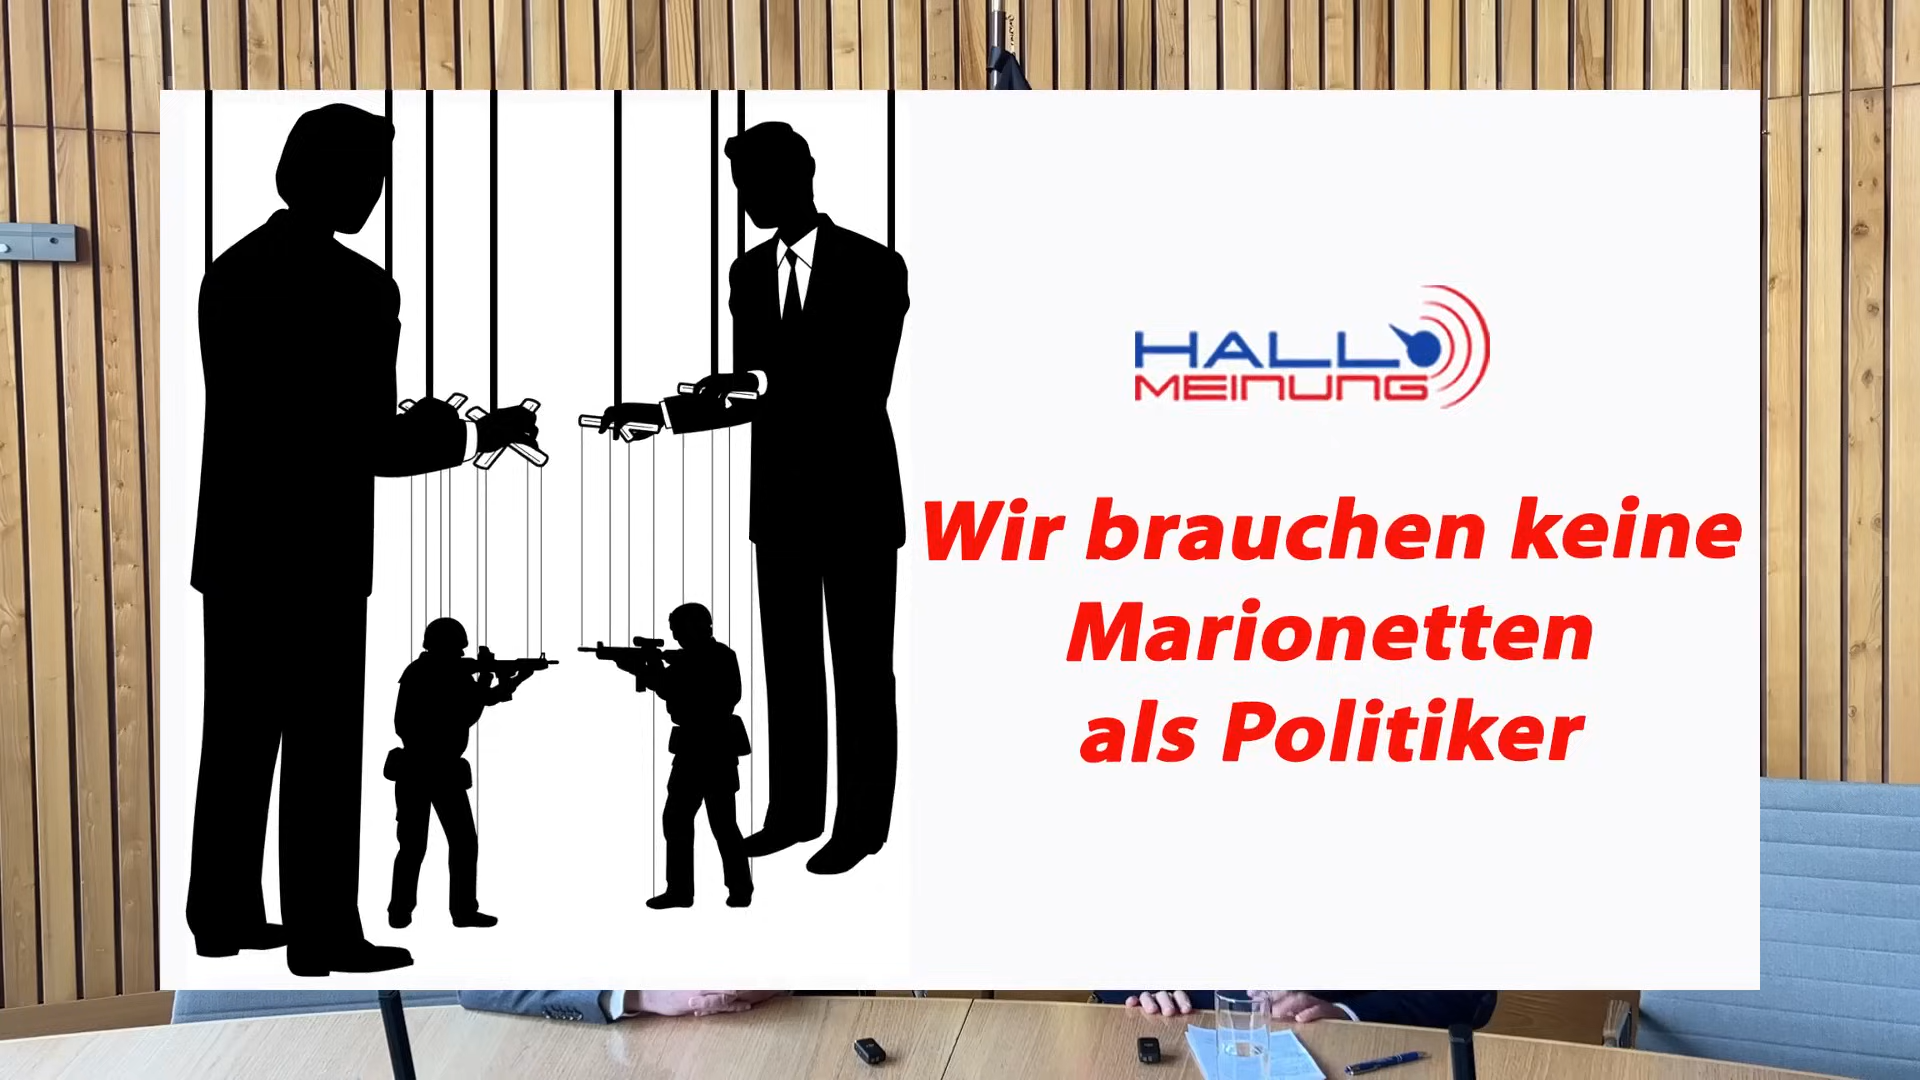 HALLO
MEINUNG
Wir brauchen keine
Marionetten
als Politiker